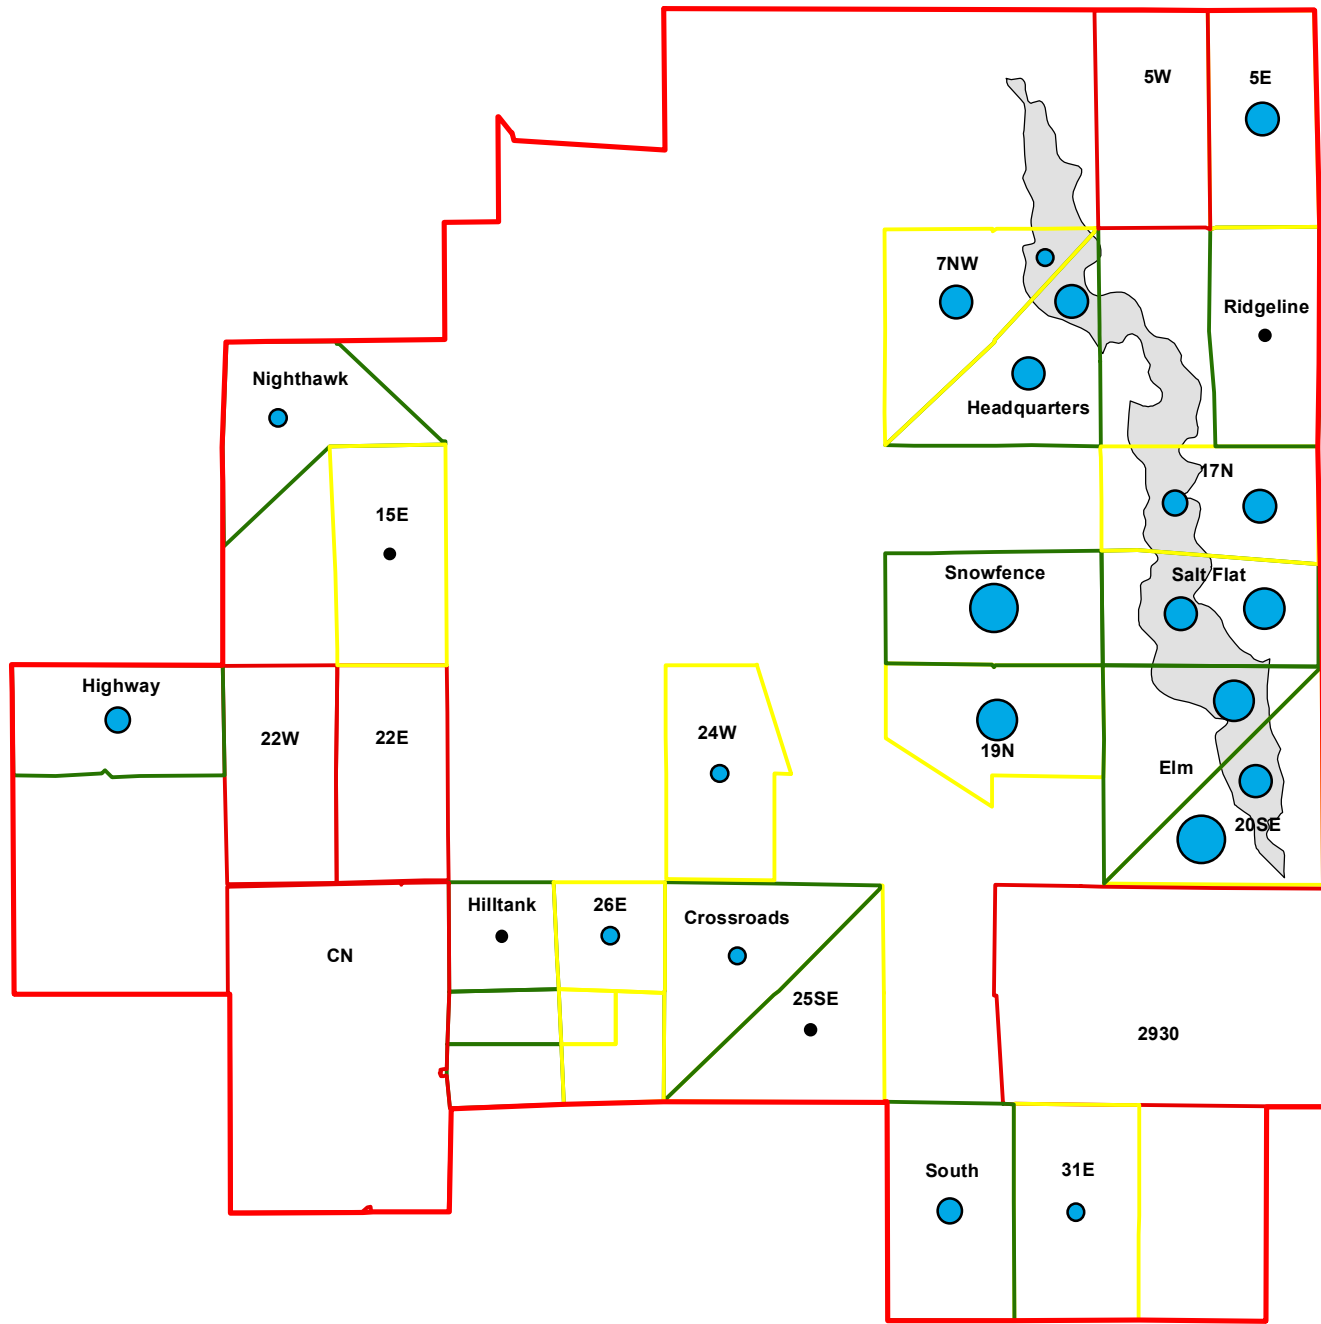 5W
5E
7NW
Ridgeline
Nighthawk
Headquarters
17N
15E
Snowfence
Salt Flat
Highway
22W
22E
24W
19N
Elm
20SE
Hilltank
26E
Crossroads
CN
25SE
2930
South
31E